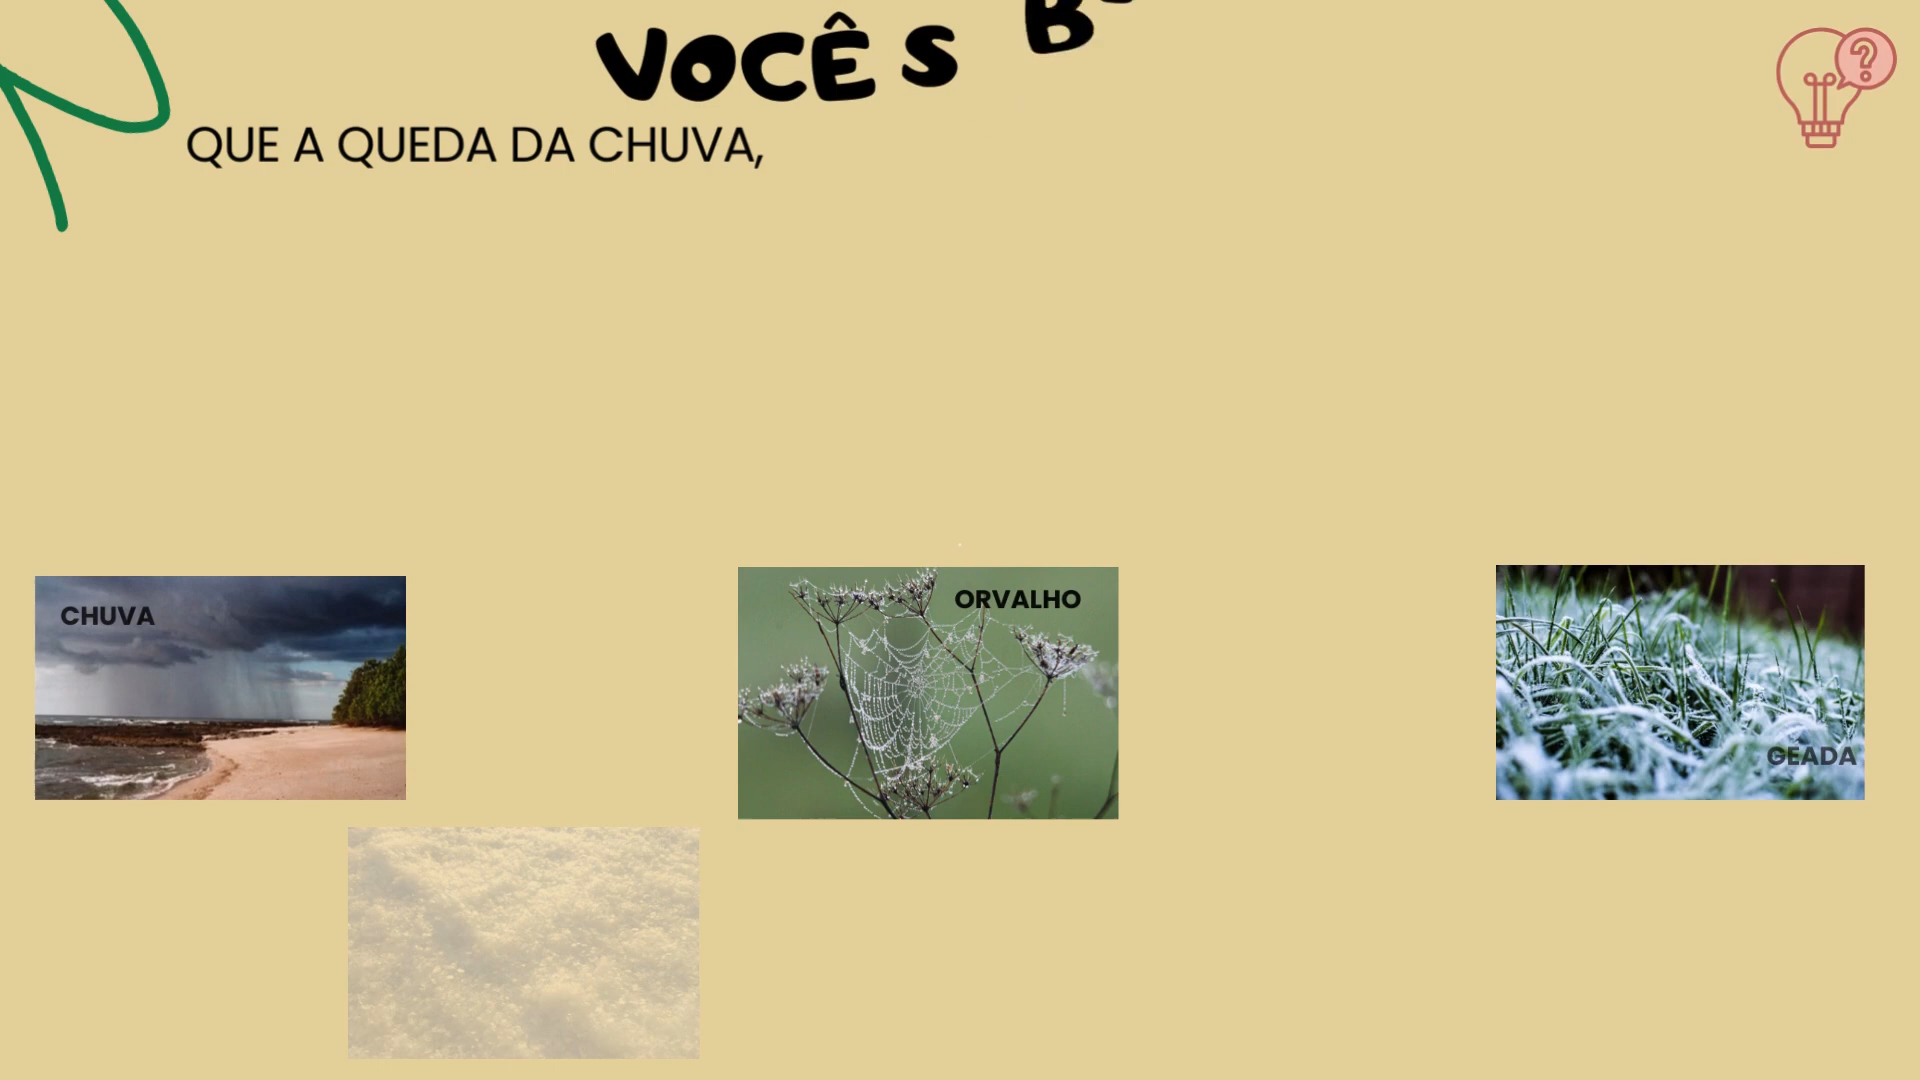 VOCÊ S B
QUE A QUEDA DA CHUVA,
CHUVA
ORVALHO
GEADA
?